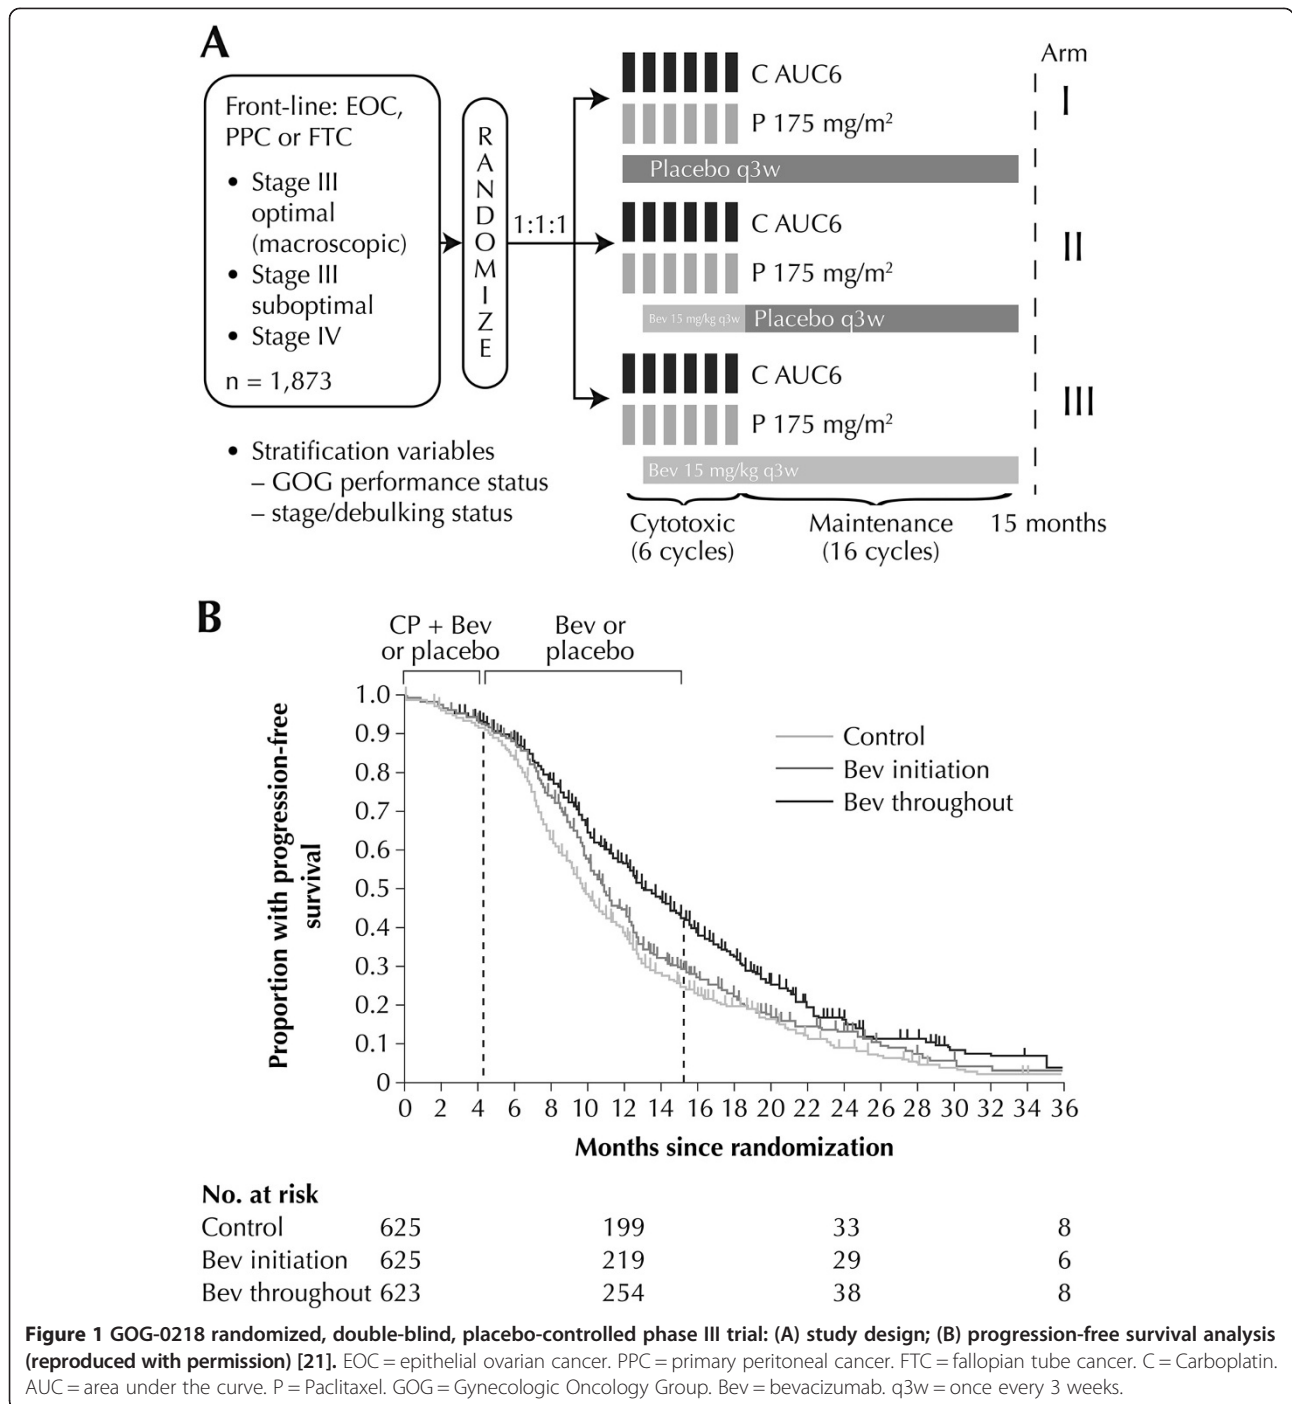 A
Front-line: EOC,
PPC or FTC
• Stage III
optimal
(macroscopic)
• Stage III
suboptimal
• Stage IV
n = 1,873
• Stratification variables
– GOG performance status
– stage/debulking status
RANDOMIZE
1:1:1
Arm
C AUC6
P 175 mg/m²
Placebo q3w
I
C AUC6
P 175 mg/m²
Bev 15 mg/kg q3w
Placebo q3w
II
C AUC6
P 175 mg/m²
Bev 15 mg/kg q3w
III
Cytotoxic
(6 cycles)
Maintenance
(16 cycles)
15 months
B
CP + Bev
or placebo
Bev or
placebo
Proportion with progression-free
survival
1.0
0.9
0.8
0.7
0.6
0.5
0.4
0.3
0.2
0.1
0
Control
Bev initiation
Bev throughout
0 2 4 6 8 10 12 14 16 18 20 22 24 26 28 30 32 34 36
Months since randomization
No. at risk
Control 625 199 33 8
Bev initiation 625 219 29 6
Bev throughout 623 254 38 8
Figure 1 GOG-0218 randomized, double-blind, placebo-controlled phase III trial: (A) study design; (B) progression-free survival analysis
(reproduced with permission) [21]. EOC = epithelial ovarian cancer. PPC = primary peritoneal cancer. FTC = fallopian tube cancer. C = Carboplatin.
AUC = area under the curve. P = Paclitaxel. GOG = Gynecologic Oncology Group. Bev = bevacizumab. q3w = once every 3 weeks.